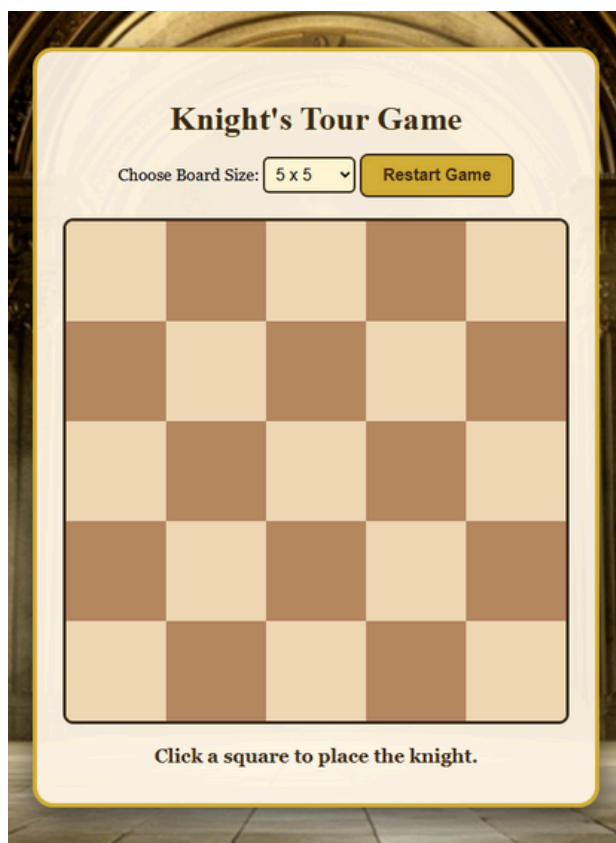 Knight's Tour Game
Choose Board Size: 5 x 5 Restart Game
Click a square to place the knight.